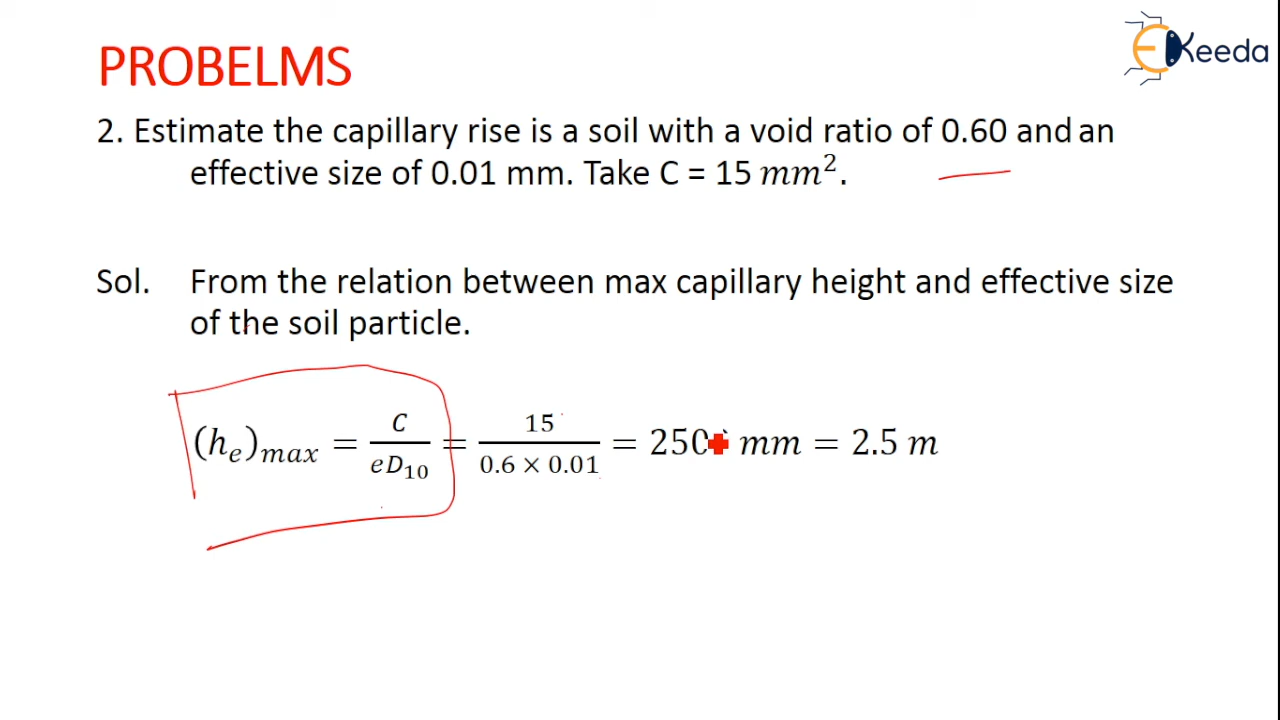 EKeeda
PROBELMS
2. Estimate the capillary rise is a soil with a void ratio of 0.60 and an
effective size of 0.01 mm. Take C = 15 mm².
Sol. From the relation between max capillary height and effective size
of the soil particle.
(hₑ)ₘₐₓ = C / eD₁₀ = 15 / 0.6 × 0.01 = 2500 mm = 2.5 m